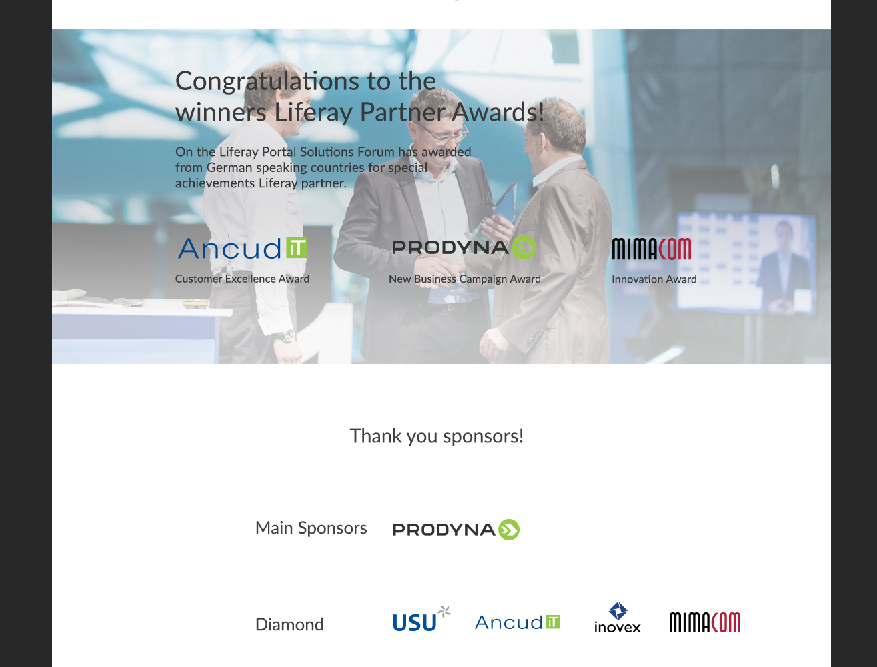 Congratulations to the
winners Liferay Partner Awards!
On the Liferay Portal Solutions Forum has awarded
from German speaking countries for special
achievements Liferay partner.
Ancud iT PRODYNA mimacom
Customer Excellence Award New Business Campaign Award Innovation Award
Thank you sponsors!
Main Sponsors PRODYNA
Diamond USU Ancud iT inovex mimacom